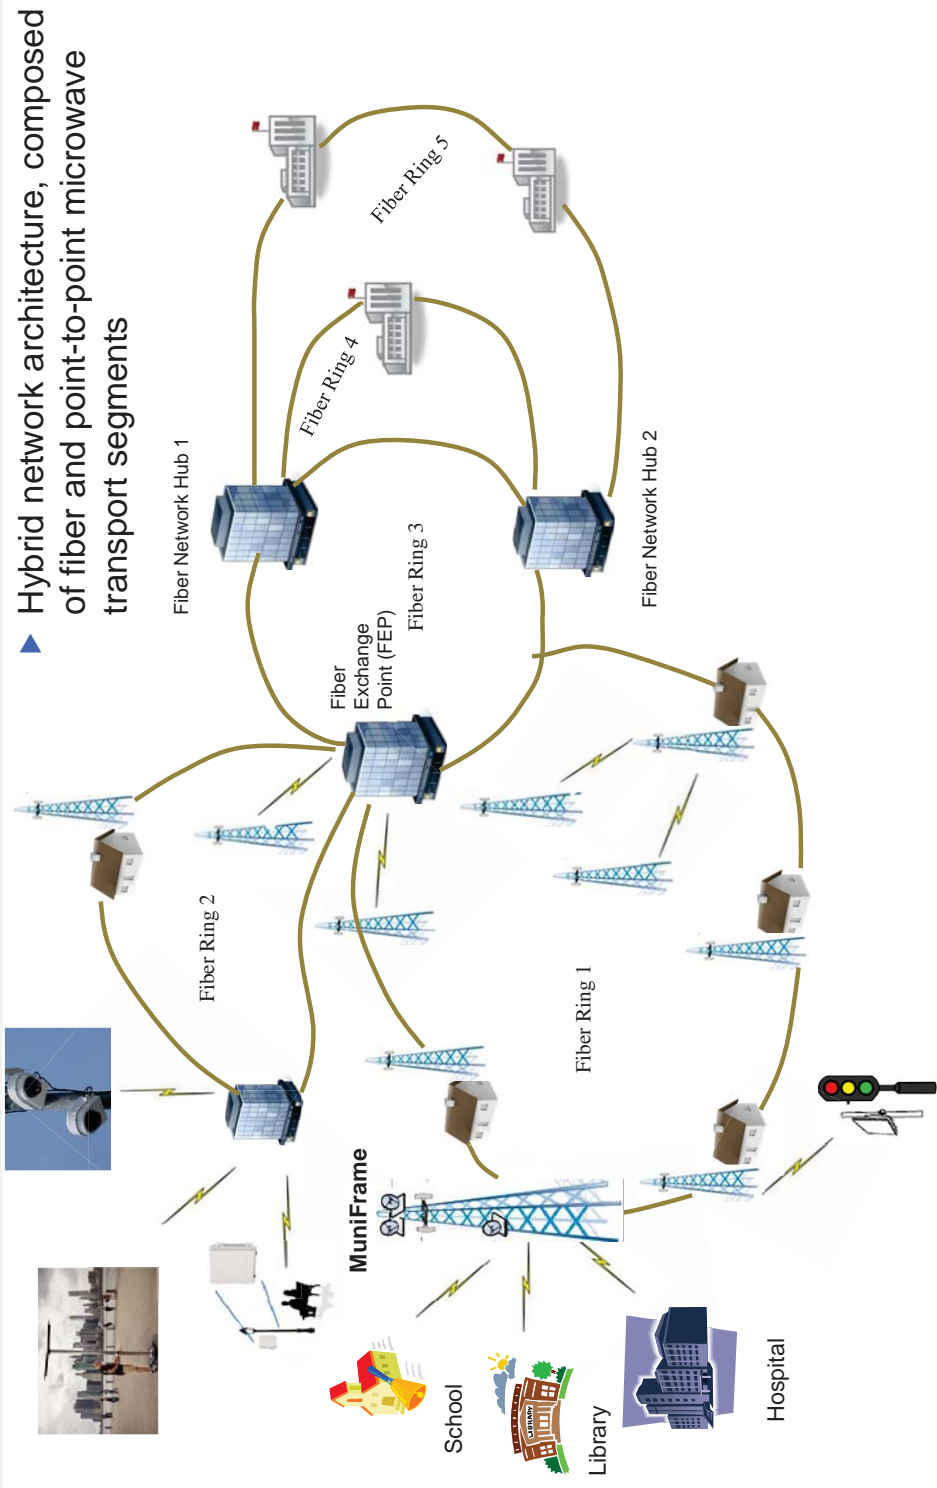 Hybrid network architecture, composed
of fiber and point-to-point microwave
transport segments
Fiber Network Hub 1
Fiber Ring 5
Fiber Ring 4
Fiber Ring 3
Fiber Network Hub 2
Fiber
Exchange
Point (FEP)
Fiber Ring 2
Fiber Ring 1
MuniFrame
School
LIBRARY
Library
Hospital